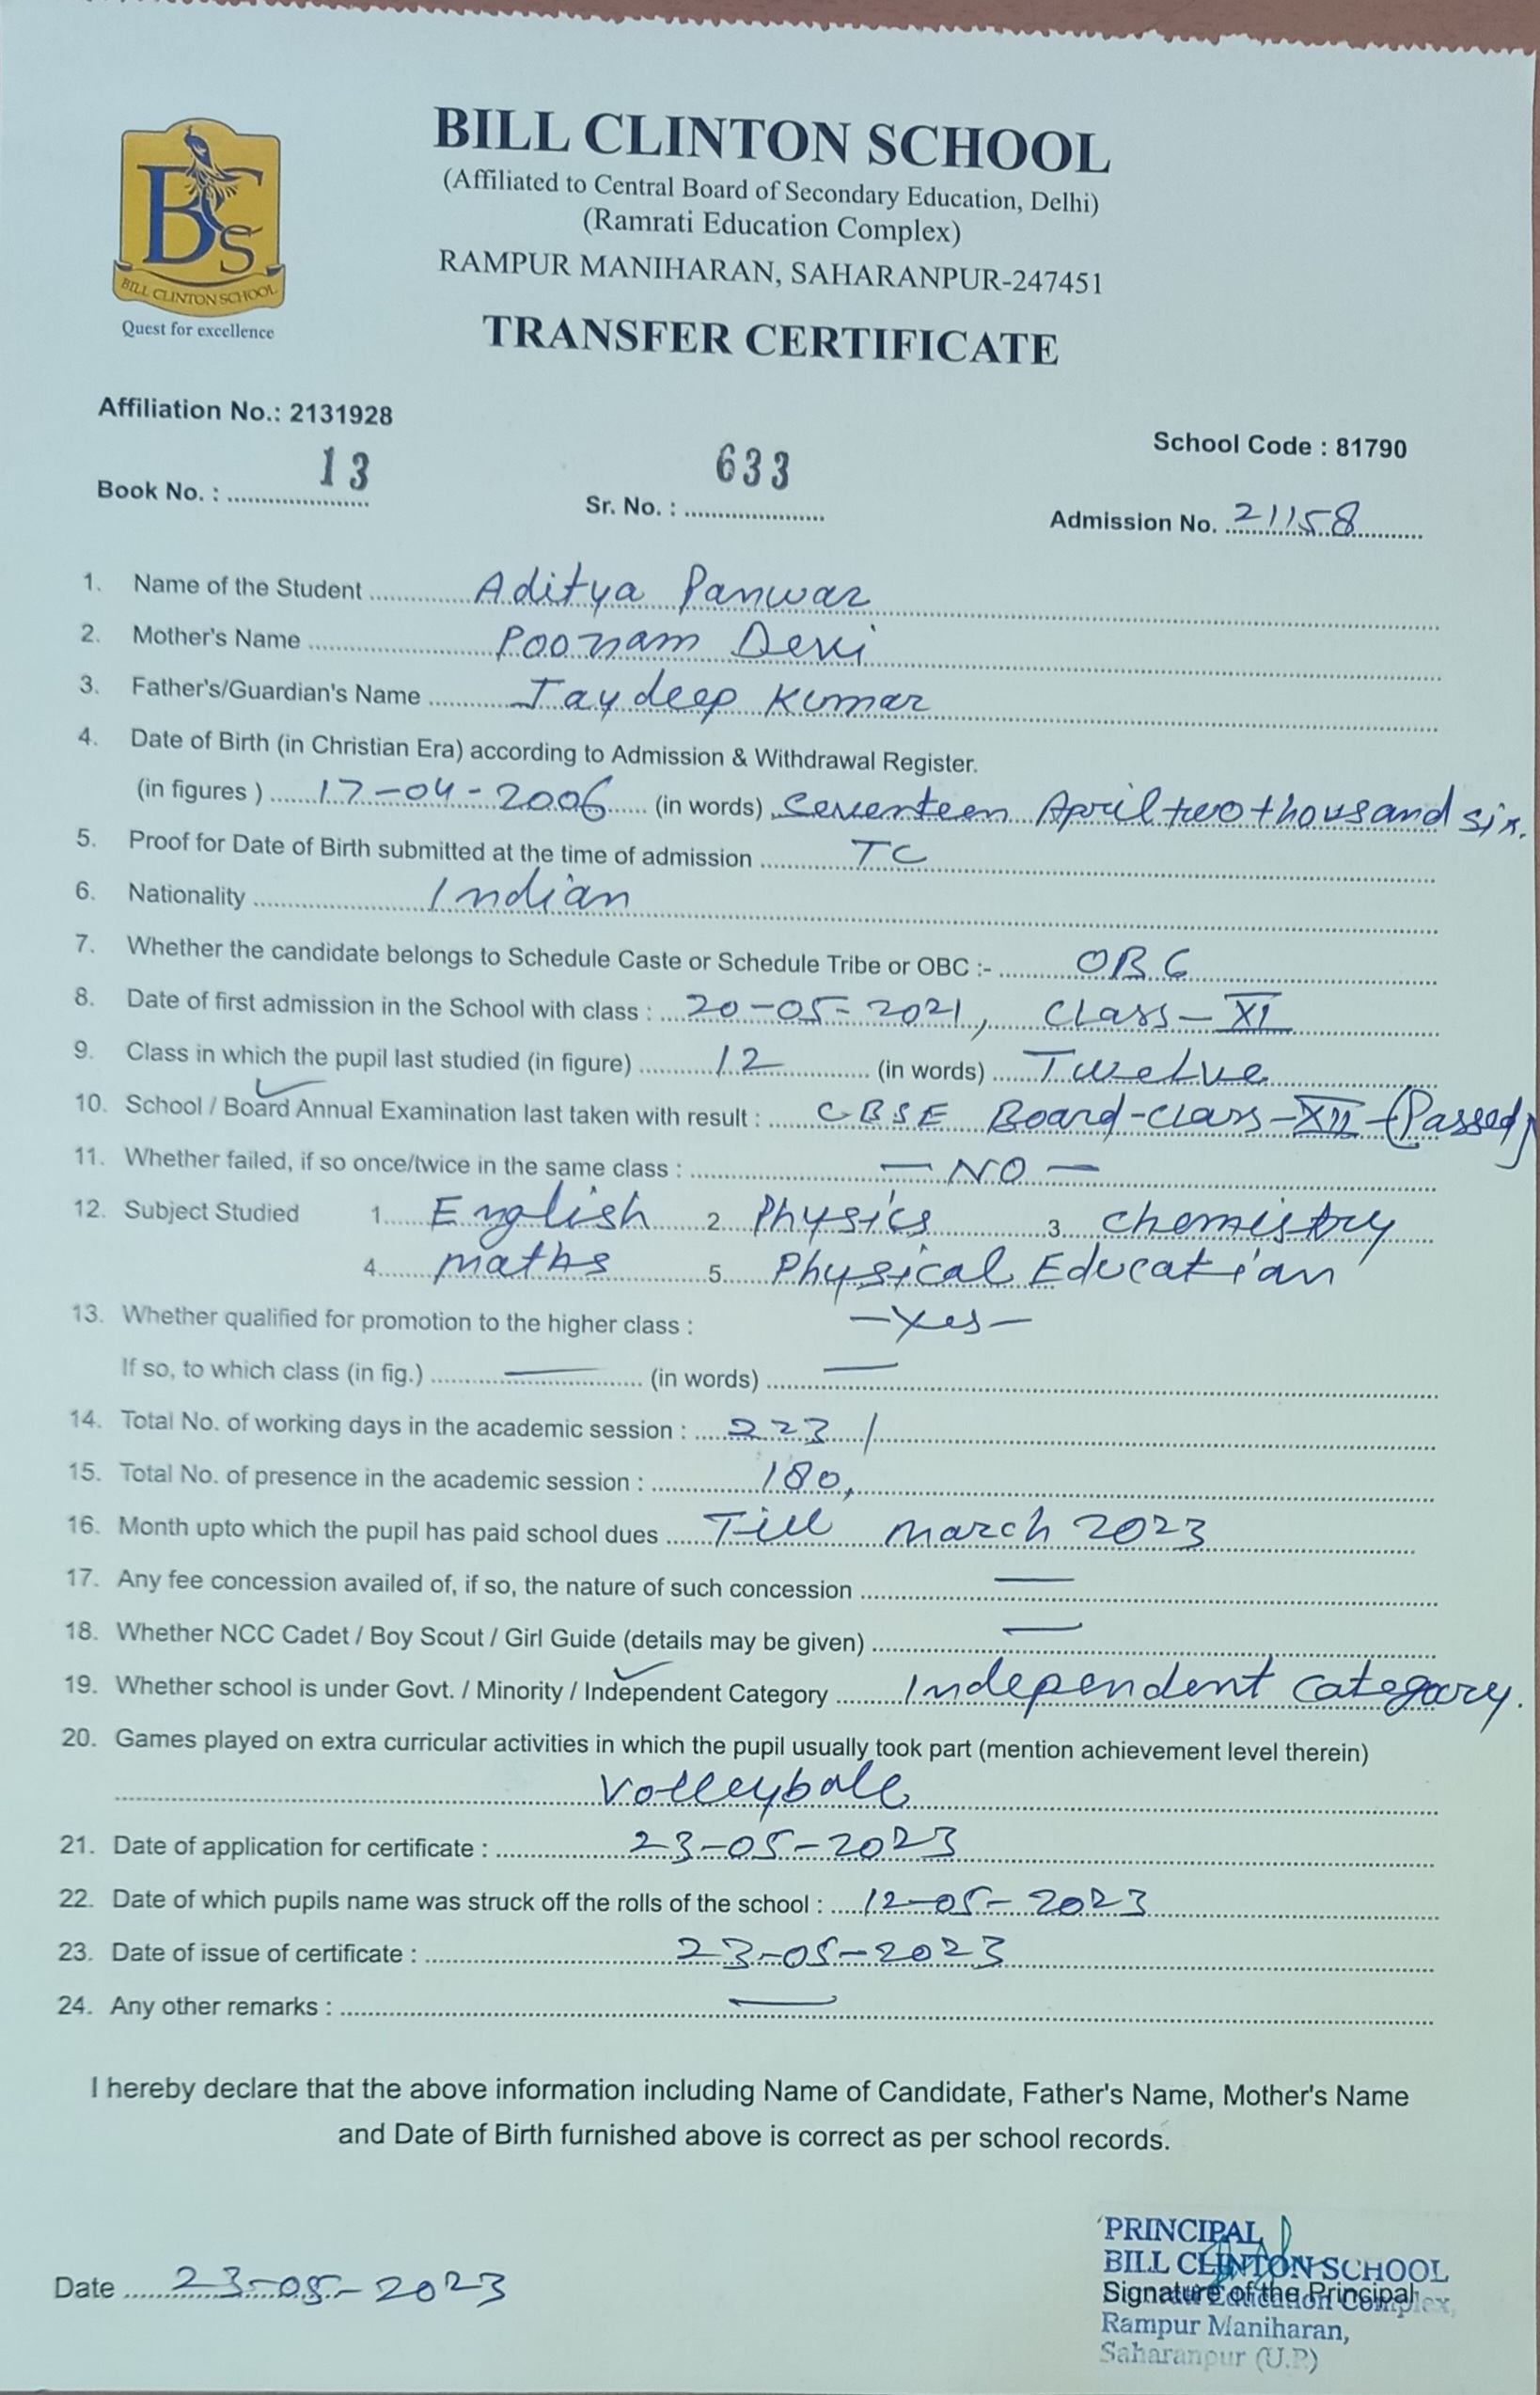 BILL CLINTON SCHOOL
(Affiliated to Central Board of Secondary Education, Delhi)
(Ramrati Education Complex)
RAMPUR MANIHARAN, SAHARANPUR-247451
BCS
BILL CLINTON SCHOOL
Quest for excellence
TRANSFER CERTIFICATE
Affiliation No.: 2131928
School Code : 81790
Book No. : 13 Sr. No. : 633 Admission No. 21158
1. Name of the Student Aditya Panwar
2. Mother's Name Poonam Devi
3. Father's/Guardian's Name Jaydeep Kumar
4. Date of Birth (in Christian Era) according to Admission & Withdrawal Register.
(in figures ) 17-04-2006 (in words) Seventeen April two thousand six.
5. Proof for Date of Birth submitted at the time of admission TC
6. Nationality Indian
7. Whether the candidate belongs to Schedule Caste or Schedule Tribe or OBC :- OBC
8. Date of first admission in the School with class : 20-05-2021, Class-XI
9. Class in which the pupil last studied (in figure) 12 (in words) Twelve
10. School / Board Annual Examination last taken with result : CBSE Board-Class-XII-(Passed)
11. Whether failed, if so once/twice in the same class : - NO -
12. Subject Studied 1. English 2. Physics 3. Chemistry
4. Maths 5. Physical Education
13. Whether qualified for promotion to the higher class : -Yes-
If so, to which class (in fig.) — (in words) —
14. Total No. of working days in the academic session : 223 /
15. Total No. of presence in the academic session : 180,
16. Month upto which the pupil has paid school dues Till March 2023
17. Any fee concession availed of, if so, the nature of such concession —
18. Whether NCC Cadet / Boy Scout / Girl Guide (details may be given) —
19. Whether school is under Govt. / Minority / Independent Category Independent Category.
20. Games played on extra curricular activities in which the pupil usually took part (mention achievement level therein)
Volleyball
21. Date of application for certificate : 23-05-2023
22. Date of which pupils name was struck off the rolls of the school : 12-05-2023
23. Date of issue of certificate : 23-05-2023
24. Any other remarks : —
I hereby declare that the above information including Name of Candidate, Father's Name, Mother's Name
and Date of Birth furnished above is correct as per school records.
PRINCIPAL
BILL CLINTON SCHOOL
Signature of the Principal
Education Complex,
Rampur Maniharan,
Saharanpur (U.P.)
Date 23-05-2023